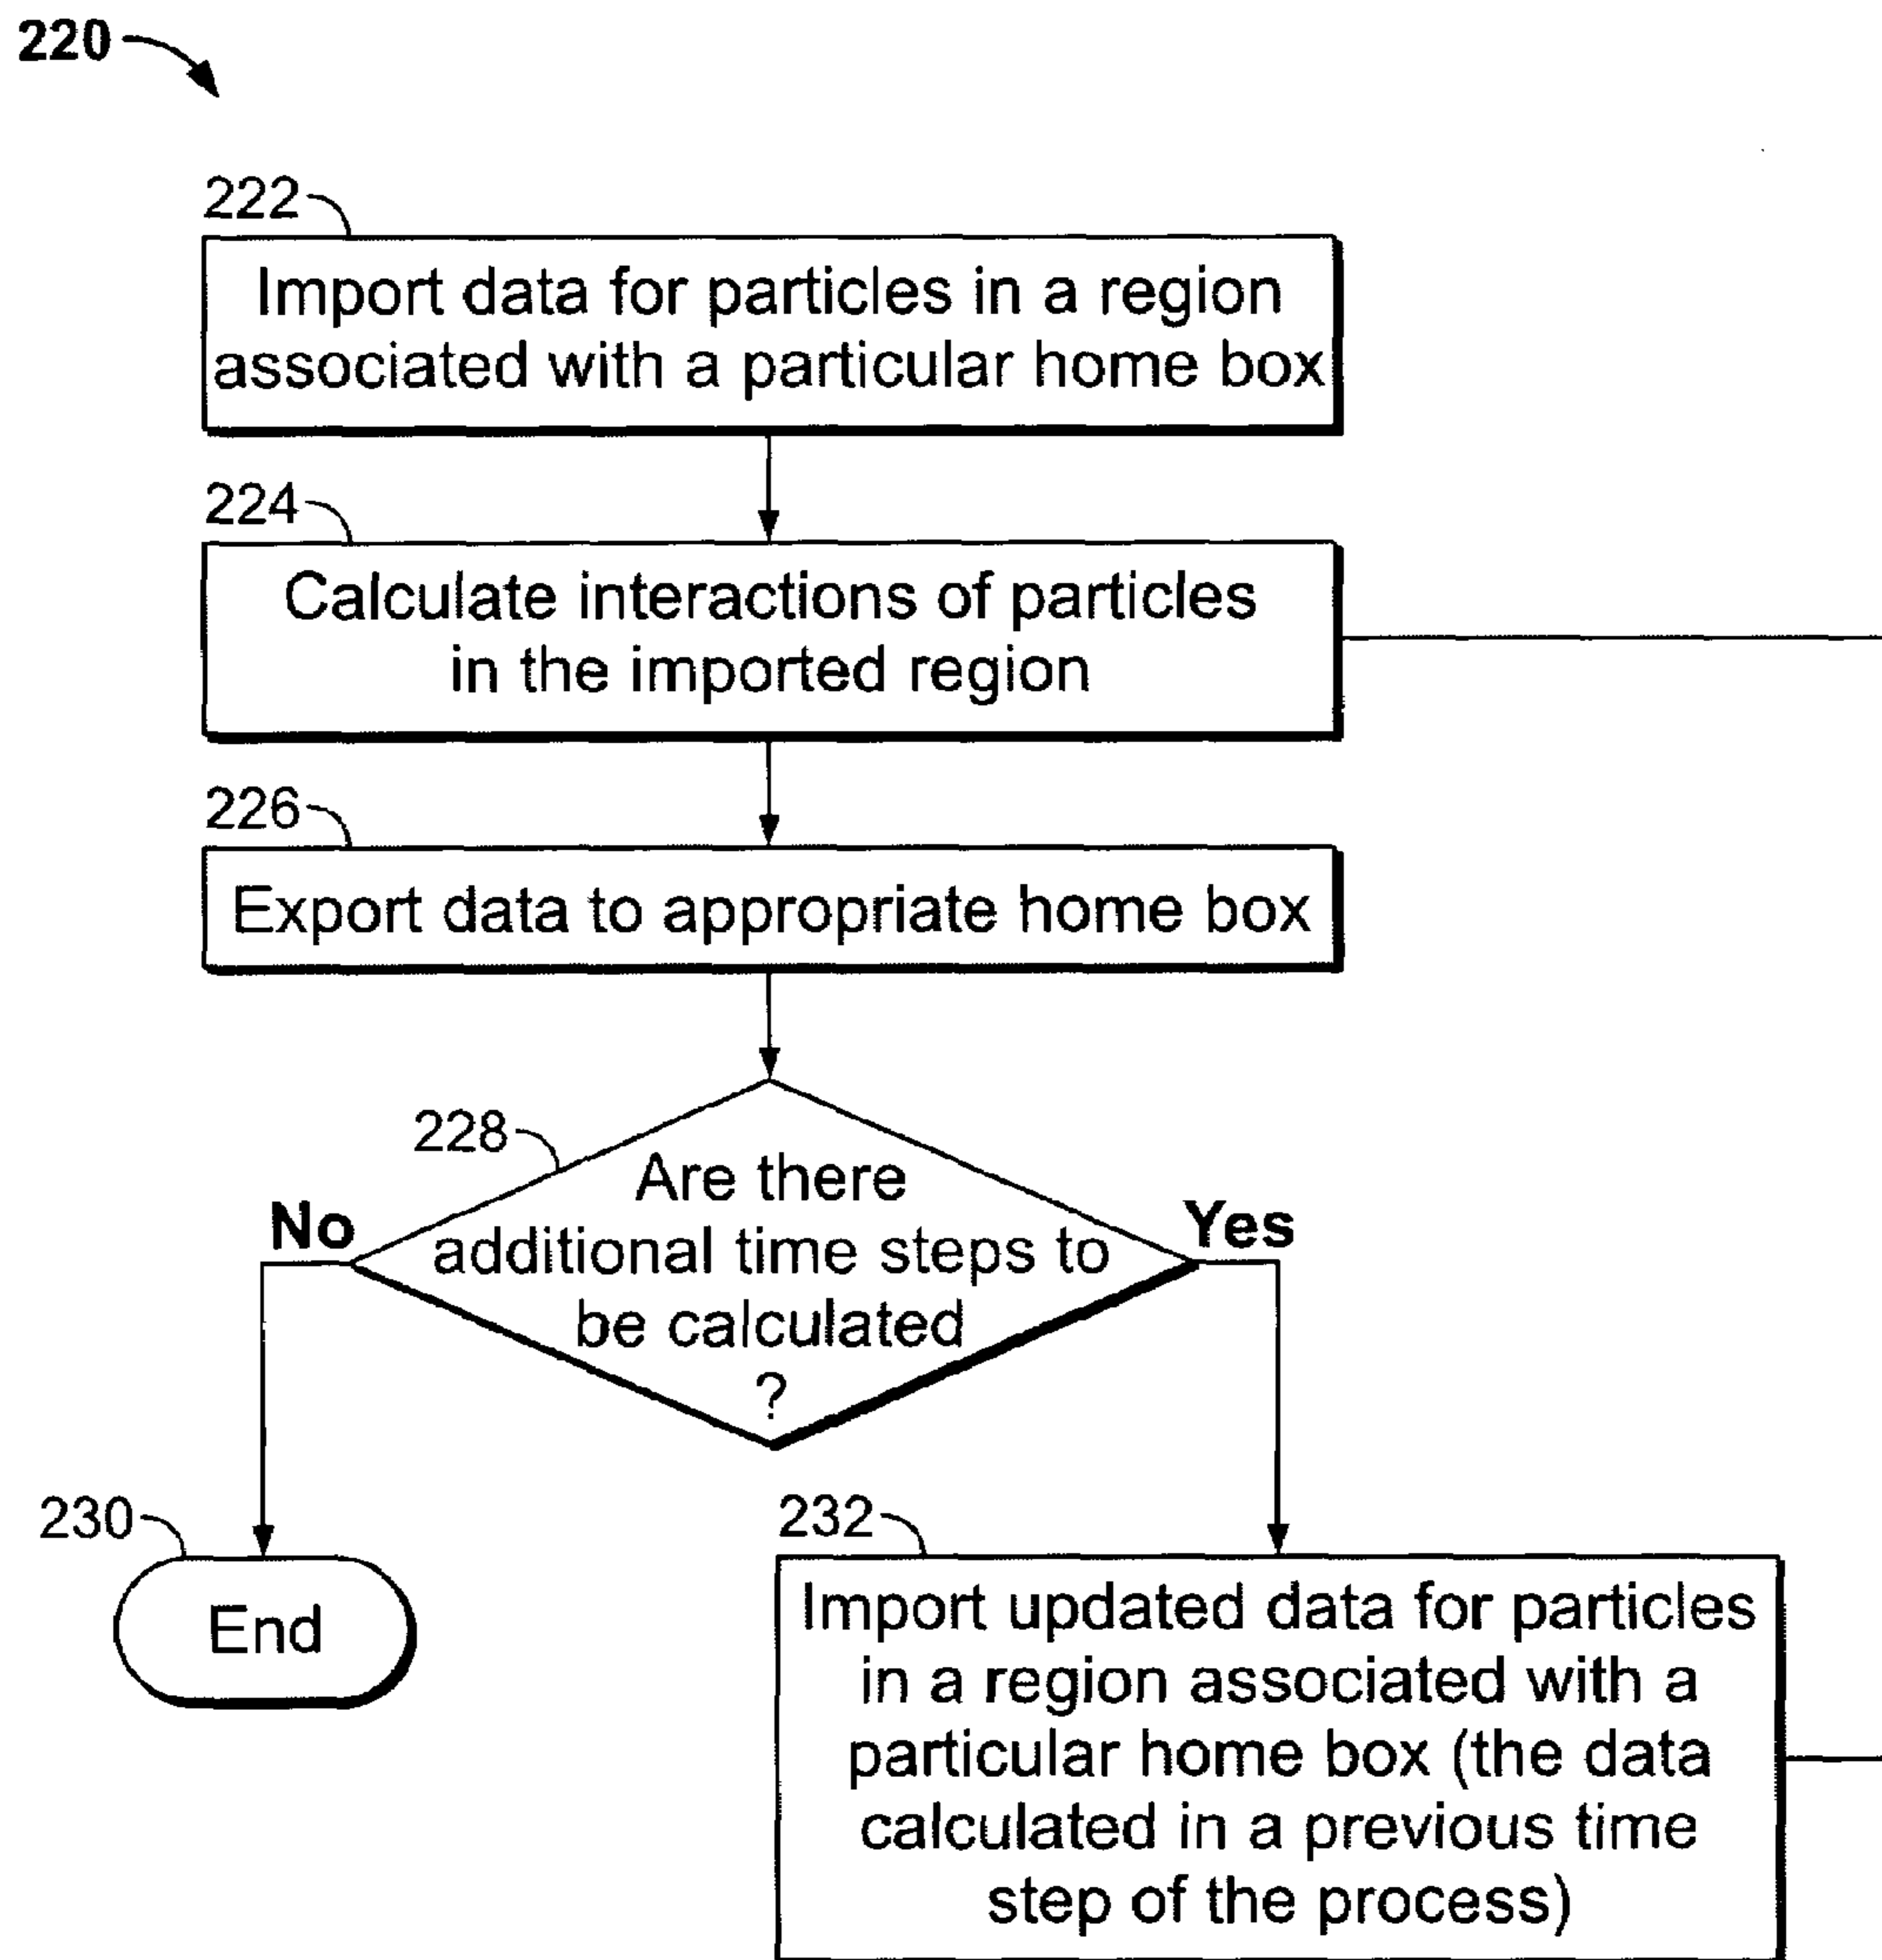 220
222
Import data for particles in a region
associated with a particular home box
224
Calculate interactions of particles
in the imported region
226
Export data to appropriate home box
228
Are there
additional time steps to
be calculated
?
No
Yes
230
End
232
Import updated data for particles
in a region associated with a
particular home box (the data
calculated in a previous time
step of the process)